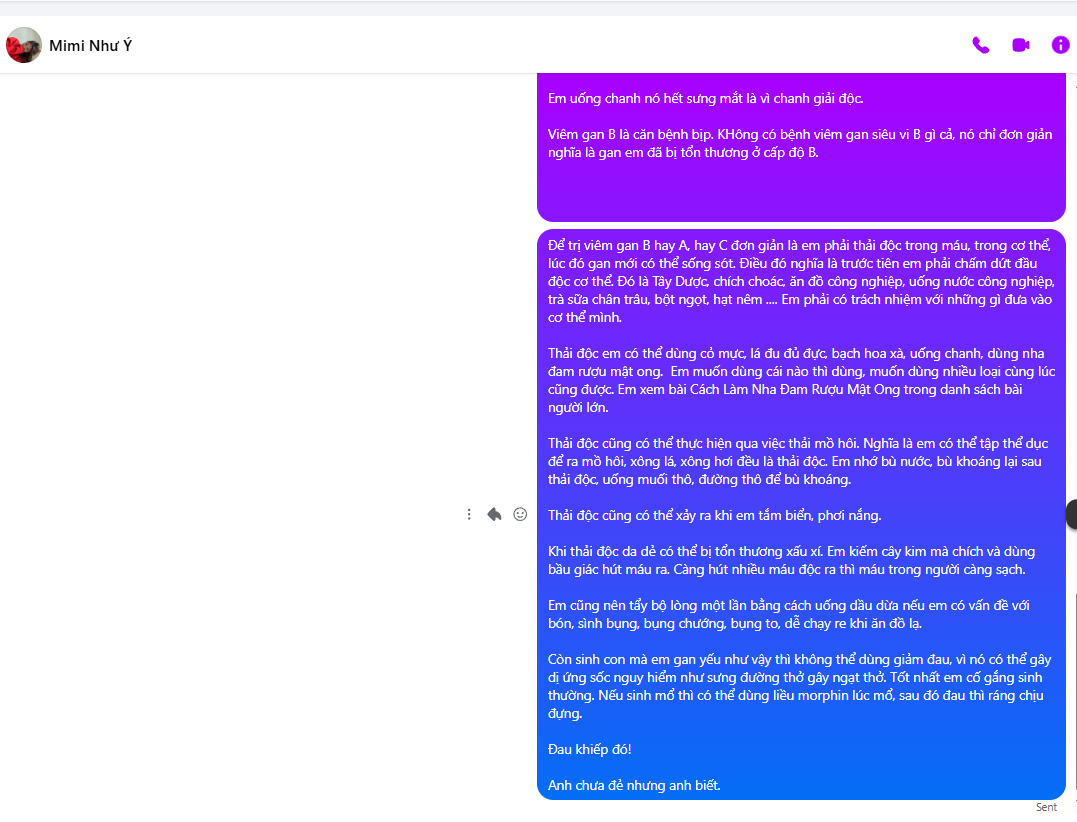 Mimi Như Ý
Em uống chanh nó hết sưng mắt là vì chanh giải độc.
Viêm gan B là căn bệnh bịp. KHông có bệnh viêm gan siêu vi B gì cả, nó chỉ đơn giản
nghĩa là gan em đã bị tổn thương ở cấp độ B.
Để trị viêm gan B hay A, hay C đơn giản là em phải thải độc trong máu, trong cơ thể,
lúc đó gan mới có thể sống sót. Điều đó nghĩa là trước tiên em phải chấm dứt đầu
độc cơ thể. Đó là Tây Dược, chích choác, ăn đồ công nghiệp, uống nước công nghiệp,
trà sữa chân trâu, bột ngọt, hạt nêm .... Em phải có trách nhiệm với những gì đưa vào
cơ thể mình.
Thải độc em có thể dùng cỏ mực, lá đu đủ đực, bạch hoa xà, uống chanh, dùng nha
đam rượu mật ong.  Em muốn dùng cái nào thì dùng, muốn dùng nhiều loại cùng lúc
cũng được. Em xem bài Cách Làm Nha Đam Rượu Mật Ong trong danh sách bài
người lớn.
Thải độc cũng có thể thực hiện qua việc thải mồ hôi. Nghĩa là em có thể tập thể dục
để ra mồ hôi, xông lá, xông hơi đều là thải độc. Em nhớ bù nước, bù khoáng lại sau
thải độc, uống muối thô, đường thô để bù khoáng.
Thải độc cũng có thể xảy ra khi em tắm biển, phơi nắng.
Khi thải độc da dẻ có thể bị tổn thương xấu xí. Em kiếm cây kim mà chích và dùng
bầu giác hút máu ra. Càng hút nhiều máu độc ra thì máu trong người càng sạch.
Em cũng nên tẩy bộ lòng một lần bằng cách uống dầu dừa nếu em có vấn đề với
bón, sình bụng, bụng chướng, bụng to, dễ chạy re khi ăn đồ lạ.
Còn sinh con mà em gan yếu như vậy thì không thể dùng giảm đau, vì nó có thể gây
dị ứng sốc nguy hiểm như sưng đường thở gây ngạt thở. Tốt nhất em cố gắng sinh
thường. Nếu sinh mổ thì có thể dùng liều morphin lúc mổ, sau đó đau thì ráng chịu
đựng.
Đau khiếp đó!
Anh chưa đẻ nhưng anh biết.
Sent